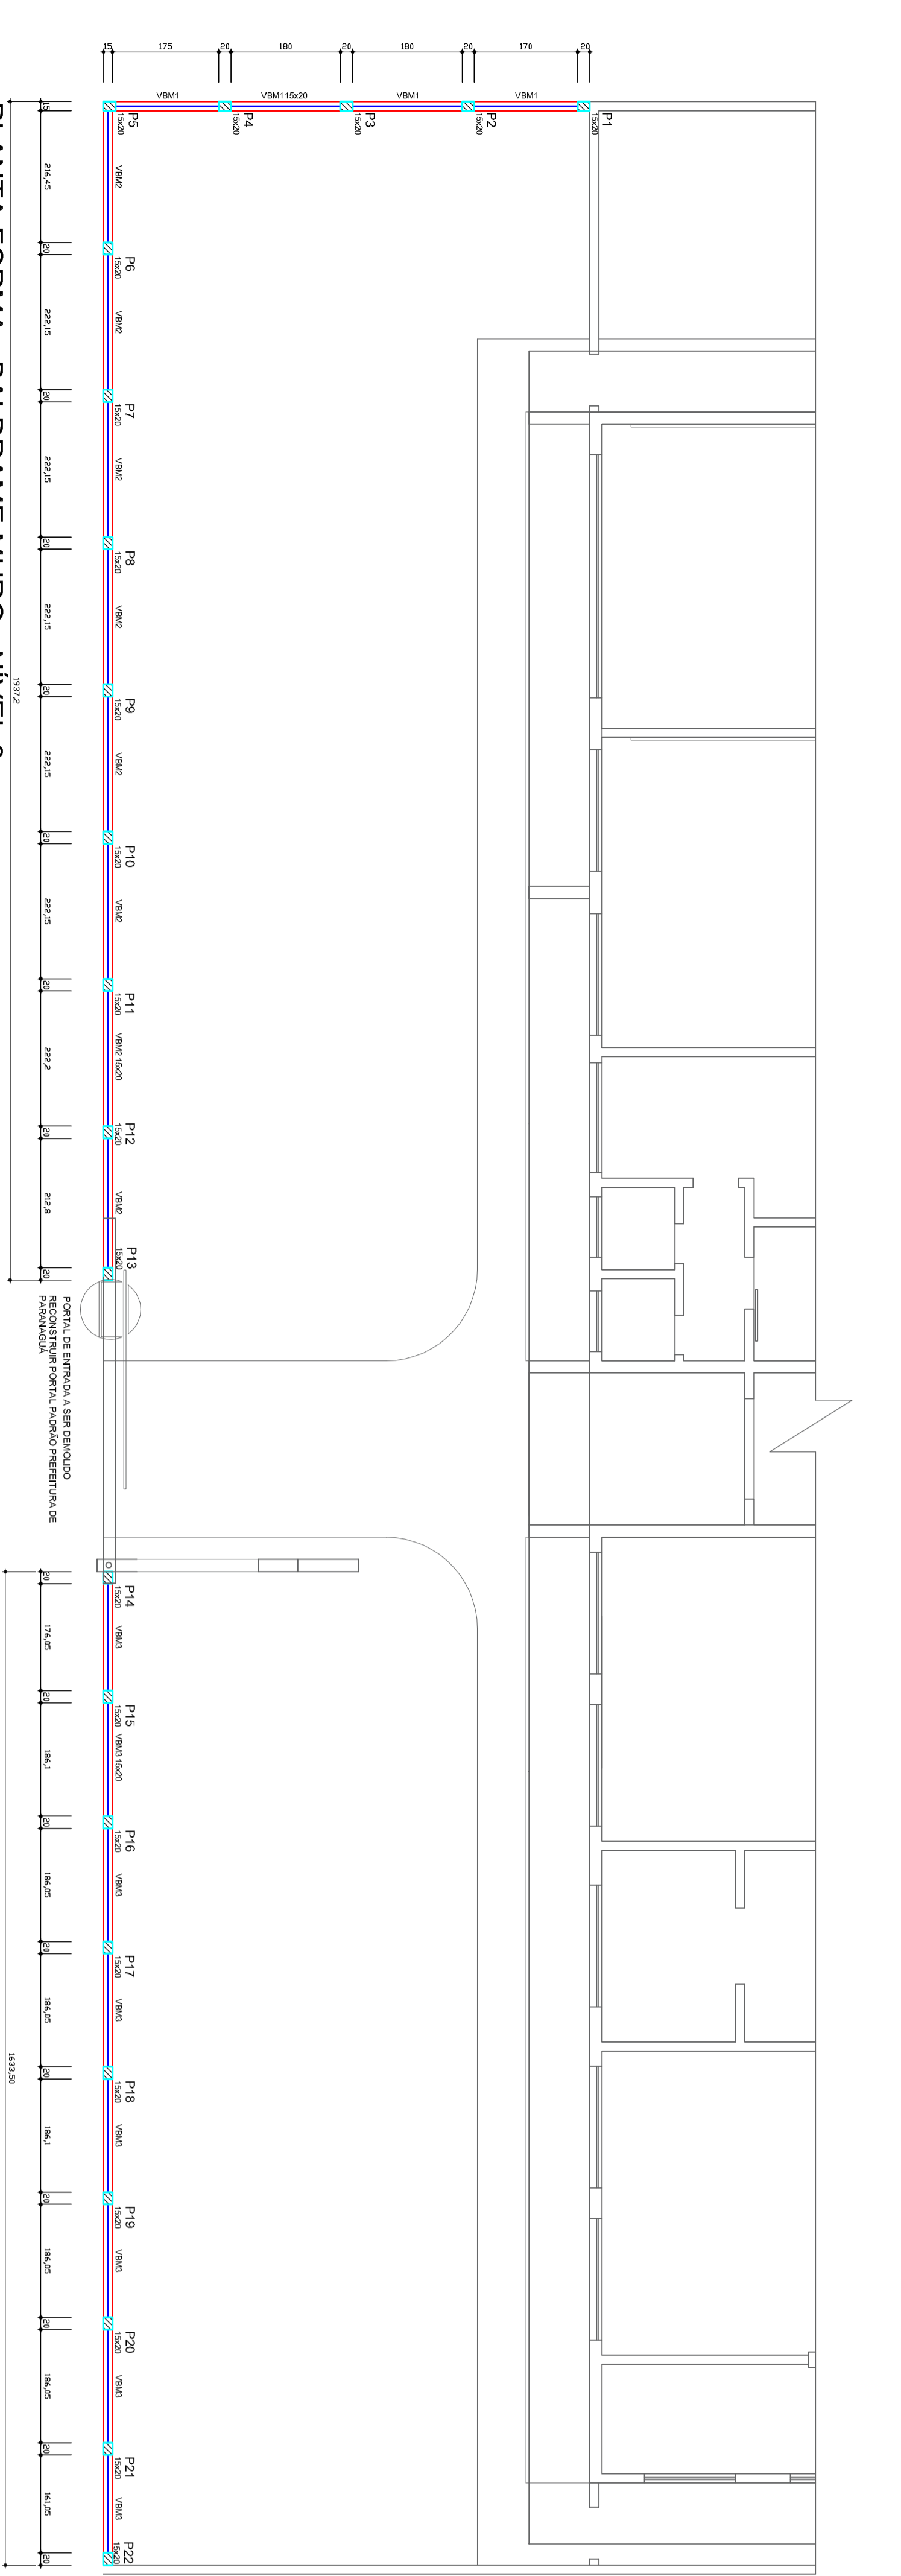 15
175
20
180
20
180
20
170
20
VBM1
VBM1 15x20
VBM1
VBM1
P5
15x20
P4
15x20
P3
15x20
P2
15x20
P1
15x20
15
216,45
20
222,15
20
222,15
20
222,15
20
222,15
20
222,15
20
222,2
20
212,8
20
1937,2
VBM2
P6
15x20
VBM2
P7
15x20
VBM2
P8
15x20
VBM2
P9
15x20
VBM2
P10
15x20
VBM2
P11
15x20
VBM2 15x20
P12
15x20
VBM2
P13
15x20
PORTAL DE ENTRADA A SER DEMOLIDO
RECONSTRUIR PORTAL PADRÃO PREFEITURA DE
PARANAGUÁ
P14
15x20
VBM3
P15
15x20
VBM3 15x20
P16
15x20
VBM3
P17
15x20
VBM3
P18
15x20
VBM3
P19
15x20
VBM3
P20
15x20
VBM3
P21
15x20
VBM3
P22
15x20
20
176,05
20
186,1
20
186,05
20
186,05
20
186,1
20
186,05
20
186,05
20
161,05
20
1633,50